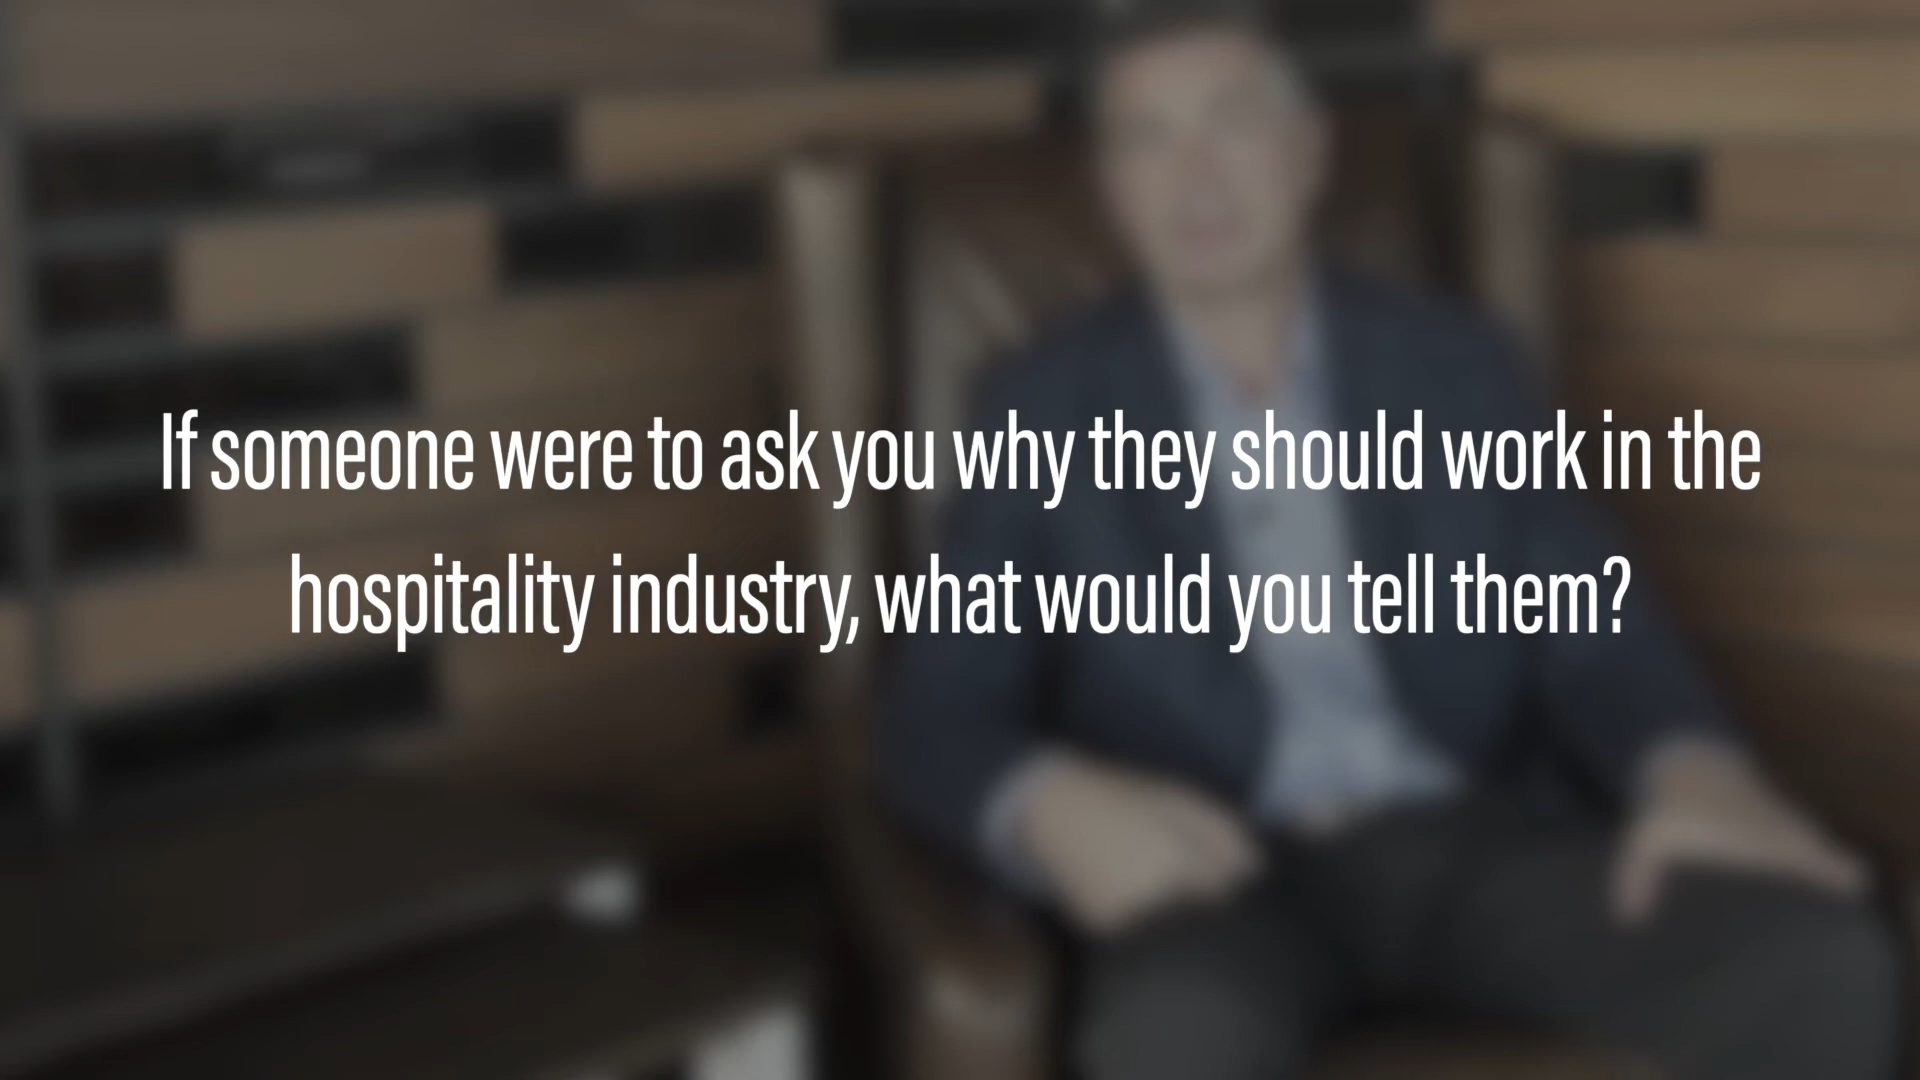 If someone were to ask you why they should work in the
hospitality industry, what would you tell them?